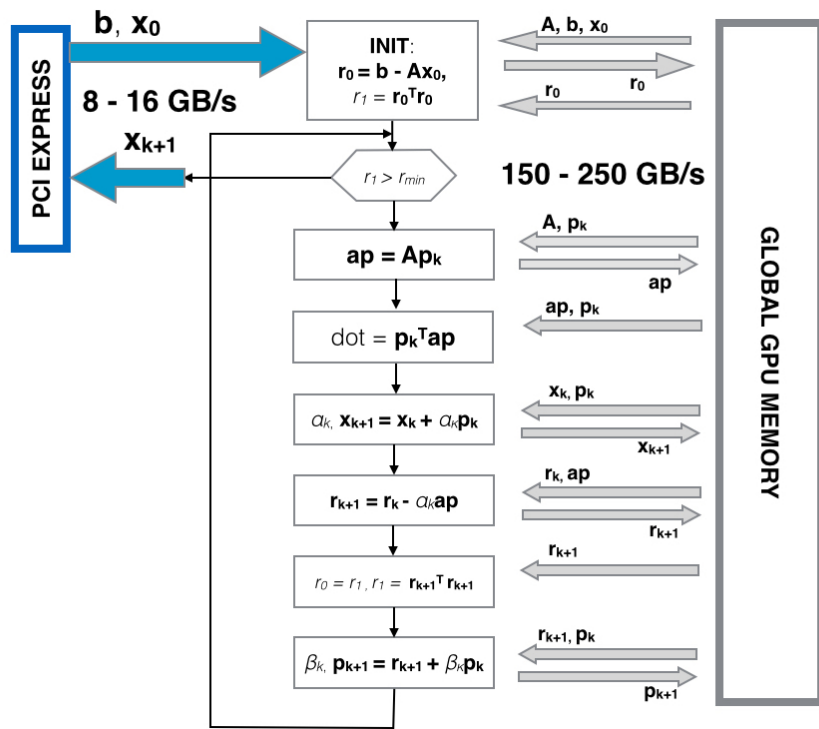 b, x₀
INIT:
r₀ = b - Ax₀,
r₁ = r₀ᵀr₀
A, b, x₀
r₀
r₀
PCI EXPRESS
8 - 16 GB/s
xₖ₊₁
r₁ > rₘᵢₙ
150 - 250 GB/s
GLOBAL GPU MEMORY
ap = Apₖ
A, pₖ
ap
dot = pₖᵀap
ap, pₖ
αₖ, xₖ₊₁ = xₖ + αₖpₖ
xₖ, pₖ
xₖ₊₁
rₖ₊₁ = rₖ - αₖap
rₖ, ap
rₖ₊₁
r₀ = r₁, r₁ = rₖ₊₁ᵀ rₖ₊₁
rₖ₊₁
βₖ, pₖ₊₁ = rₖ₊₁ + βₖpₖ
rₖ₊₁, pₖ
pₖ₊₁